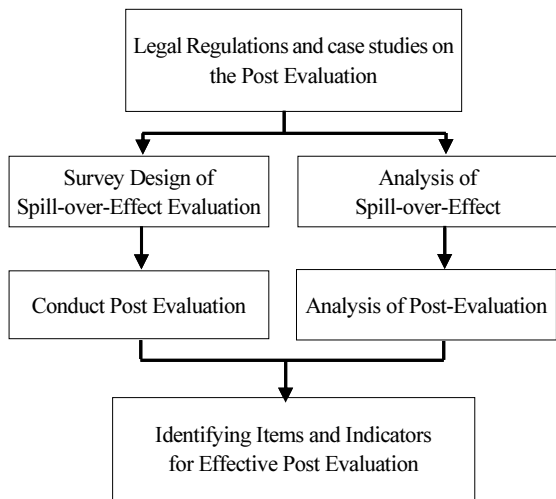 Legal Regulations and case studies on
the Post Evaluation
Survey Design of
Spill-over-Effect Evaluation
Analysis of
Spill-over-Effect
Conduct Post Evaluation
Analysis of Post-Evaluation
Identifying Items and Indicators
for Effective Post Evaluation